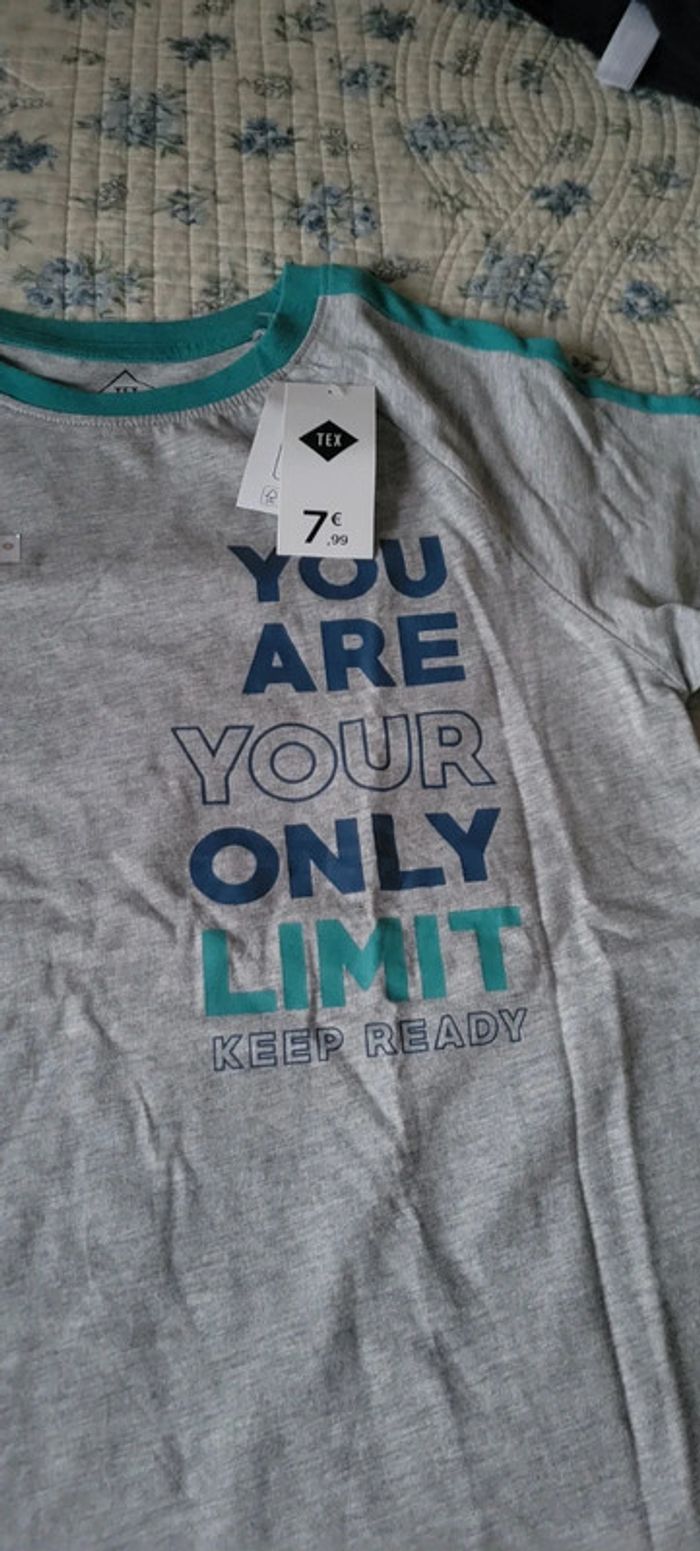 TEX
7€
,99
YOU
ARE
YOUR
ONLY
LIMIT
KEEP READY